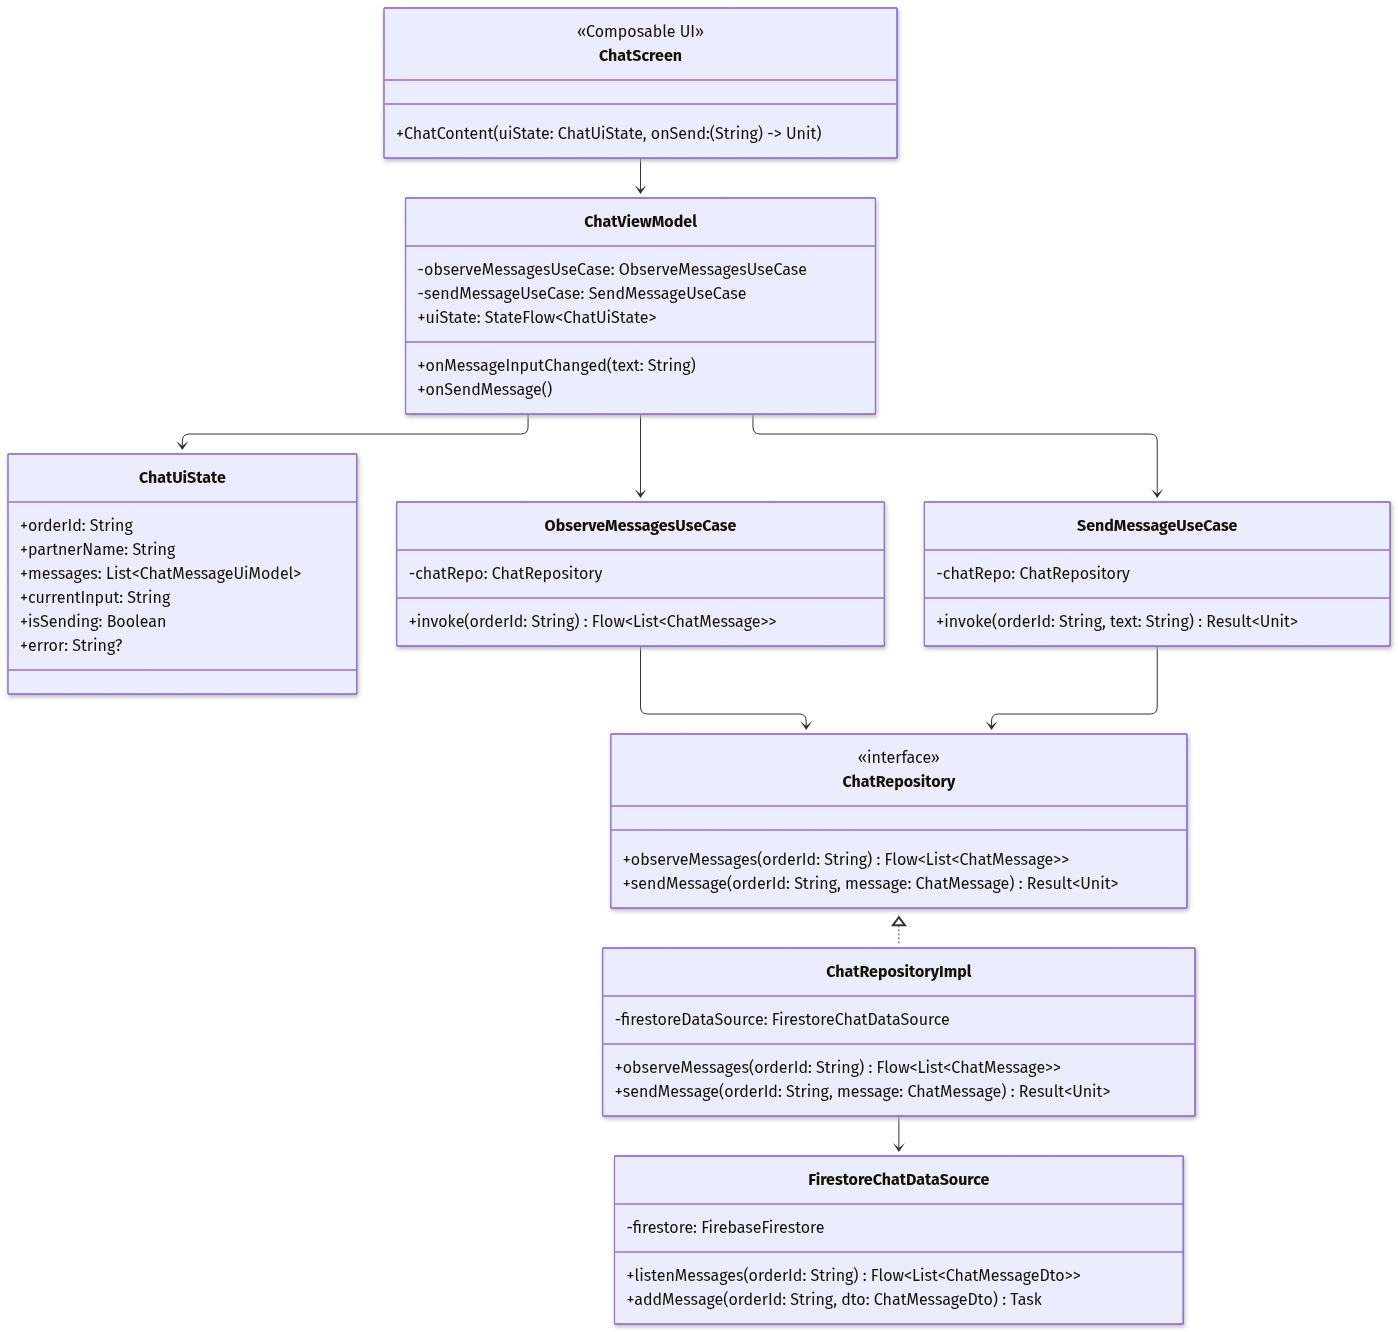 «Composable UI»
ChatScreen
+ChatContent(uiState: ChatUiState, onSend:(String) -> Unit)
ChatViewModel
-observeMessagesUseCase: ObserveMessagesUseCase
-sendMessageUseCase: SendMessageUseCase
+uiState: StateFlow<ChatUiState>
+onMessageInputChanged(text: String)
+onSendMessage()
ChatUiState
+orderId: String
+partnerName: String
+messages: List<ChatMessageUiModel>
+currentInput: String
+isSending: Boolean
+error: String?
ObserveMessagesUseCase
-chatRepo: ChatRepository
+invoke(orderId: String) : Flow<List<ChatMessage>>
SendMessageUseCase
-chatRepo: ChatRepository
+invoke(orderId: String, text: String) : Result<Unit>
«interface»
ChatRepository
+observeMessages(orderId: String) : Flow<List<ChatMessage>>
+sendMessage(orderId: String, message: ChatMessage) : Result<Unit>
ChatRepositoryImpl
-firestoreDataSource: FirestoreChatDataSource
+observeMessages(orderId: String) : Flow<List<ChatMessage>>
+sendMessage(orderId: String, message: ChatMessage) : Result<Unit>
FirestoreChatDataSource
-firestore: FirebaseFirestore
+listenMessages(orderId: String) : Flow<List<ChatMessageDto>>
+addMessage(orderId: String, dto: ChatMessageDto) : Task